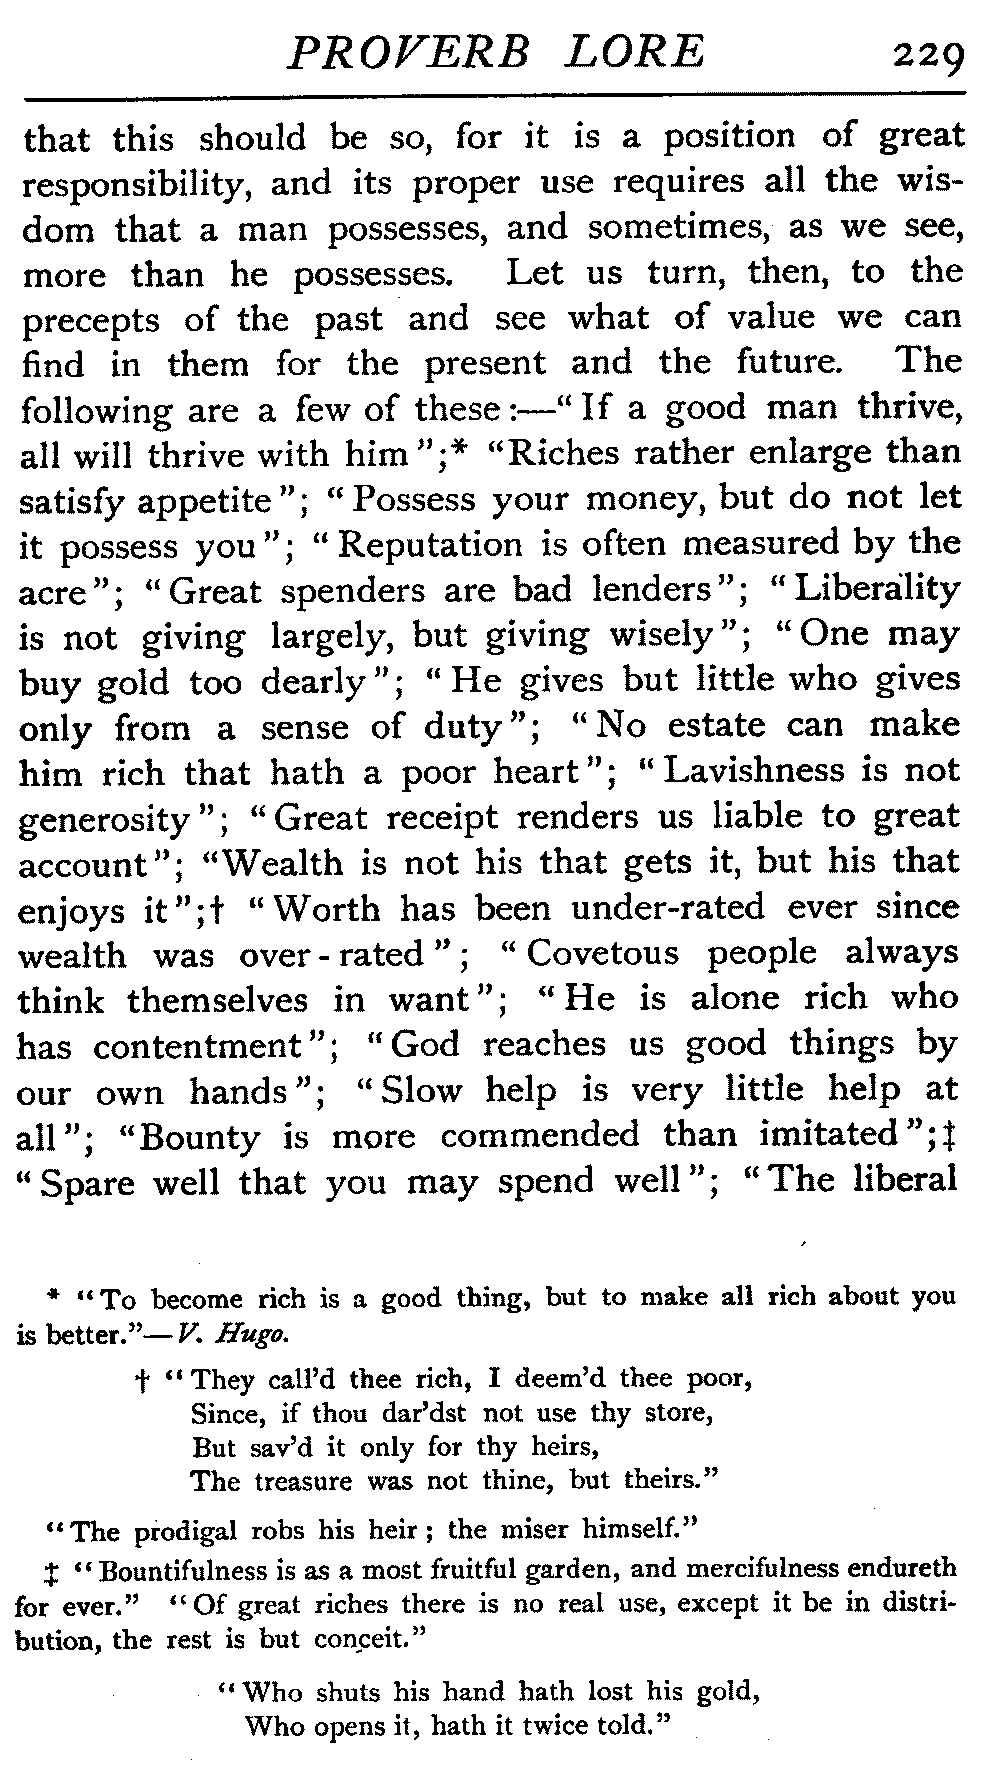 PROVERB LORE 229
that this should be so, for it is a position of great
responsibility, and its proper use requires all the wis-
dom that a man possesses, and sometimes, as we see,
more than he possesses. Let us turn, then, to the
precepts of the past and see what of value we can
find in them for the present and the future. The
following are a few of these:—“If a good man thrive,
all will thrive with him”;* “Riches rather enlarge than
satisfy appetite”; “Possess your money, but do not let
it possess you”; “Reputation is often measured by the
acre”; “Great spenders are bad lenders”; “Liberality
is not giving largely, but giving wisely”; “One may
buy gold too dearly”; “He gives but little who gives
only from a sense of duty”; “No estate can make
him rich that hath a poor heart”; “Lavishness is not
generosity”; “Great receipt renders us liable to great
account”; “Wealth is not his that gets it, but his that
enjoys it”;† “Worth has been under-rated ever since
wealth was over-rated”; “Covetous people always
think themselves in want”; “He is alone rich who
has contentment”; “God reaches us good things by
our own hands”; “Slow help is very little help at
all”; “Bounty is more commended than imitated”;‡
“Spare well that you may spend well”; “The liberal
* “To become rich is a good thing, but to make all rich about you
is better.”—V. Hugo.
† “They call’d thee rich, I deem’d thee poor,
Since, if thou dar’dst not use thy store,
But sav’d it only for thy heirs,
The treasure was not thine, but theirs.”
“The prodigal robs his heir; the miser himself.”
‡ “Bountifulness is as a most fruitful garden, and mercifulness endureth
for ever.” “Of great riches there is no real use, except it be in distri-
bution, the rest is but conceit.”
“Who shuts his hand hath lost his gold,
Who opens it, hath it twice told.”